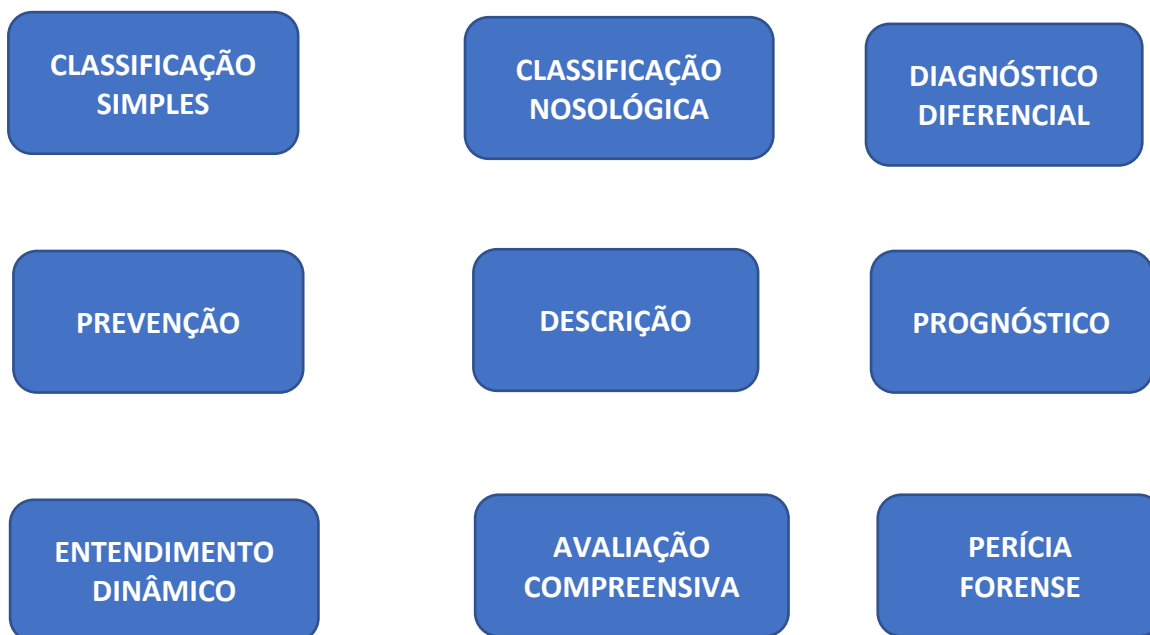 CLASSIFICAÇÃO
SIMPLES
CLASSIFICAÇÃO
NOSOLÓGICA
DIAGNÓSTICO
DIFERENCIAL
PREVENÇÃO
DESCRIÇÃO
PROGNÓSTICO
ENTENDIMENTO
DINÂMICO
AVALIAÇÃO
COMPREENSIVA
PERÍCIA
FORENSE